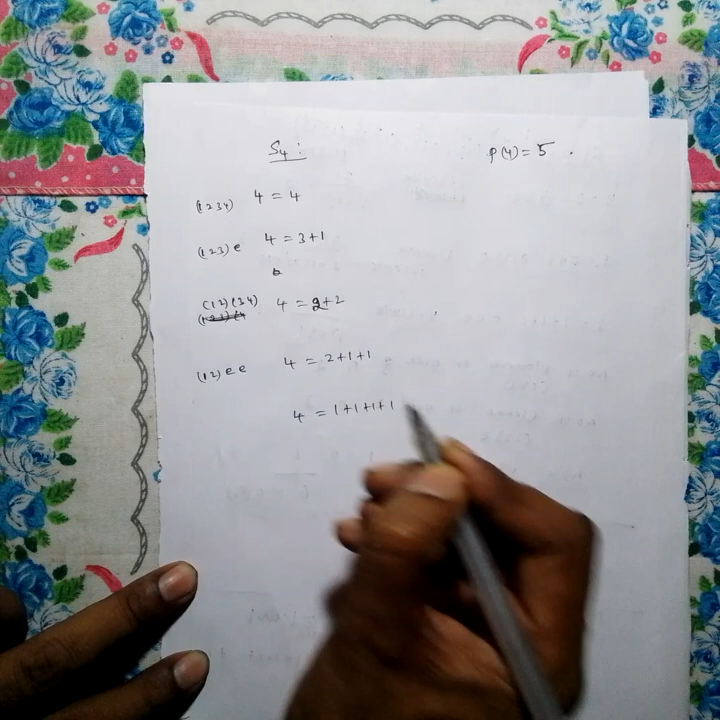 S₄ :
p(4) = 5 .
(1 2 3 4) 4 = 4
(1 2 3) e 4 = 3+1
(1 2) (3 4) 4 = 2+2
(1 2) e e 4 = 2+1+1
4 = 1+1+1+1